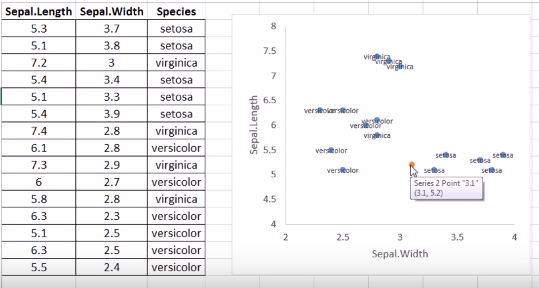 Sepal.Length Sepal.Width Species
5.3 3.7 setosa
5.1 3.8 setosa
7.2 3 virginica
5.4 3.4 setosa
5.1 3.3 setosa
5.4 3.9 setosa
7.4 2.8 virginica
6.1 2.8 versicolor
7.3 2.9 virginica
6 2.7 versicolor
5.8 2.8 virginica
6.3 2.3 versicolor
5.1 2.5 versicolor
6.3 2.5 versicolor
5.5 2.4 versicolor
8
7.5
7
6.5
6
5.5
5
4.5
4
Sepal.Length
virginica
virginica
virginica
versicolor versicolor
versicolor
versicolor
virginica
versicolor
setosa setosa
setosa
versicolor setosa setosa
Series 2 Point "3.1"
(3.1, 5.2)
2 2.5 3 3.5 4
Sepal.Width